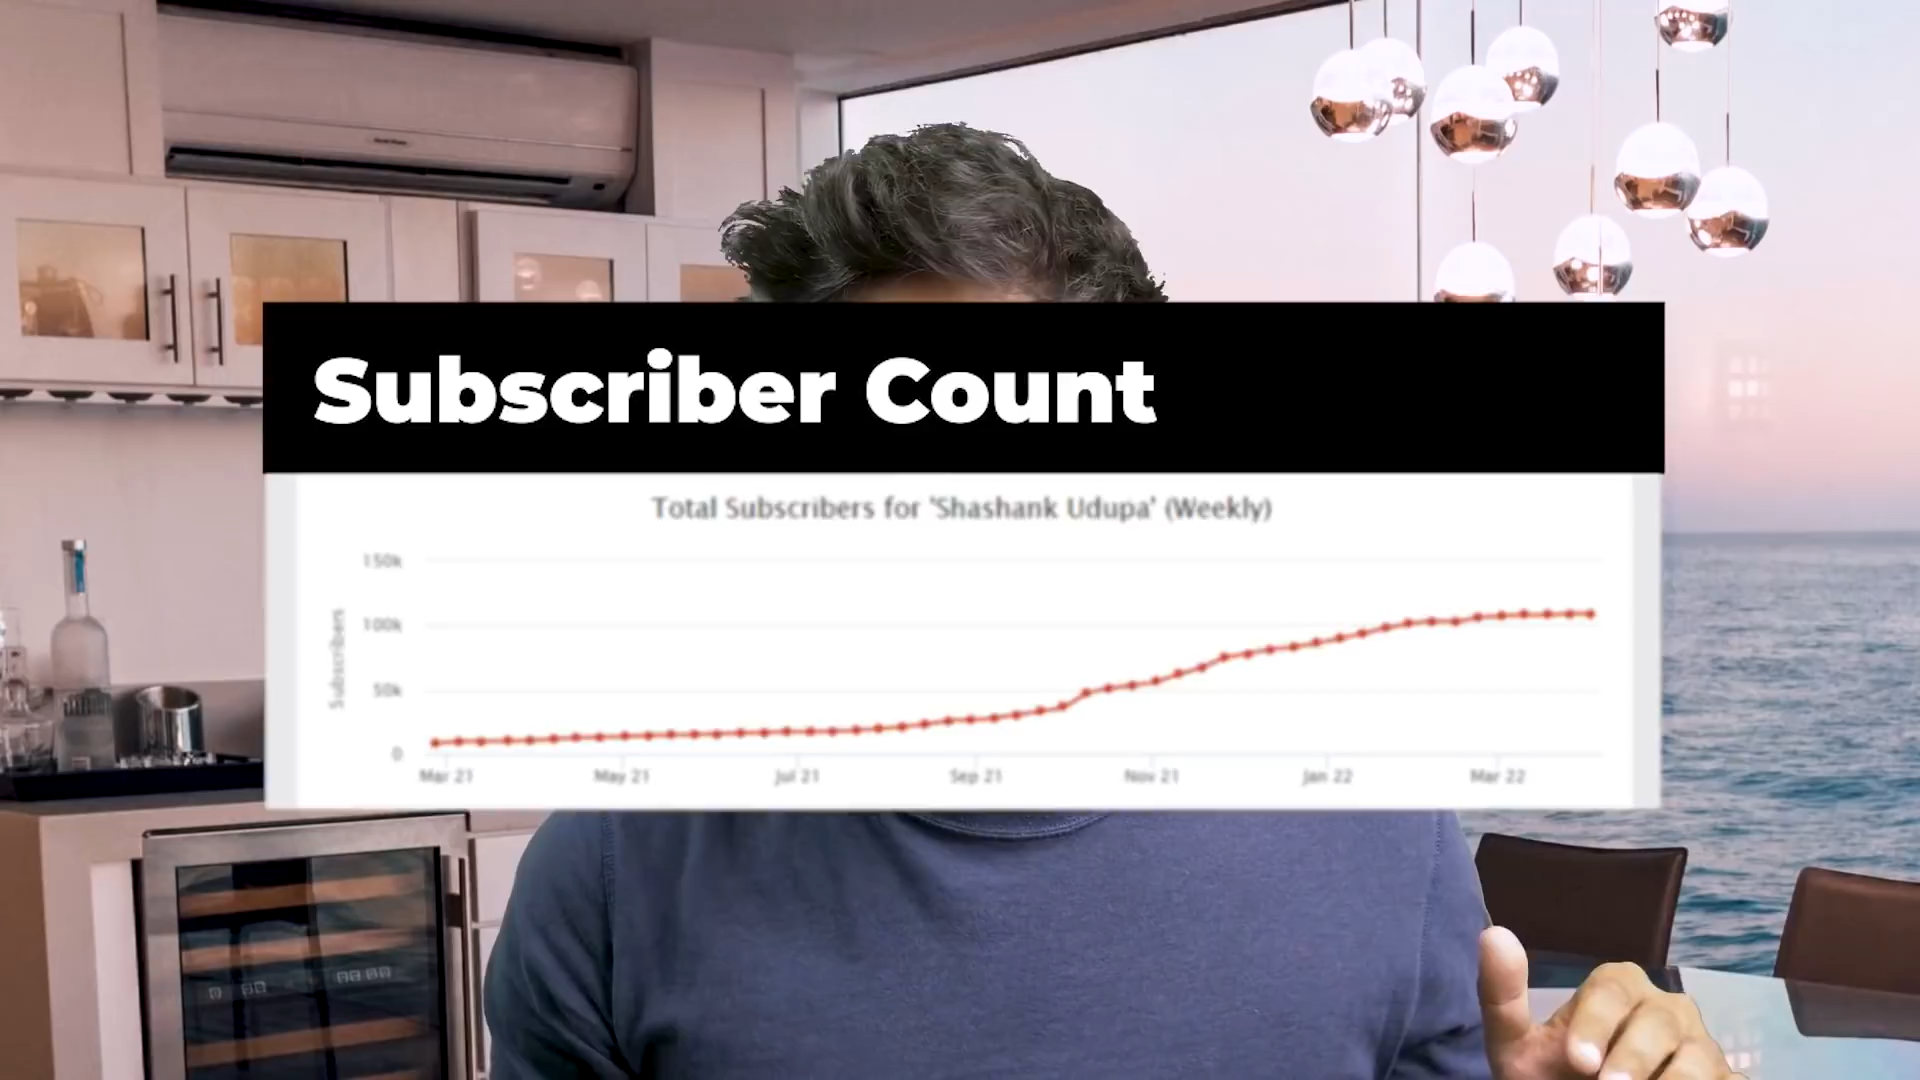 Subscriber Count
Total Subscribers for 'Shashank Udupa' (Weekly)
150k
100k
50k
0
Subscribers
Mar 21 May 21 Jul 21 Sep 21 Nov 21 Jan 22 Mar 22